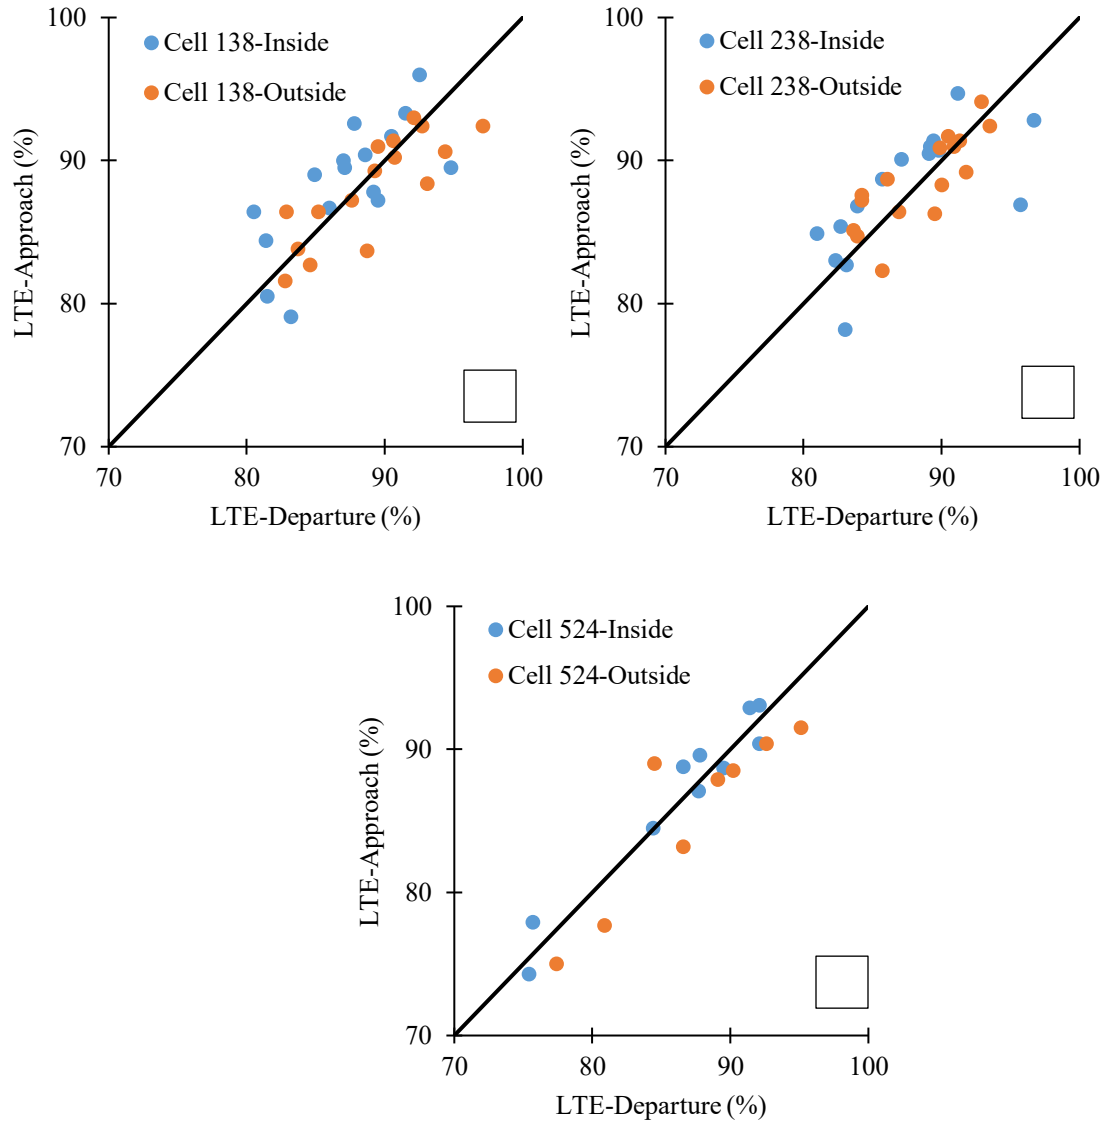 100
90
80
70
70 80 90 100
LTE-Approach (%)
LTE-Departure (%)
Cell 138-Inside
Cell 138-Outside
100
90
80
70
70 80 90 100
LTE-Approach (%)
LTE-Departure (%)
Cell 238-Inside
Cell 238-Outside
100
90
80
70
70 80 90 100
LTE-Approach (%)
LTE-Departure (%)
Cell 524-Inside
Cell 524-Outside